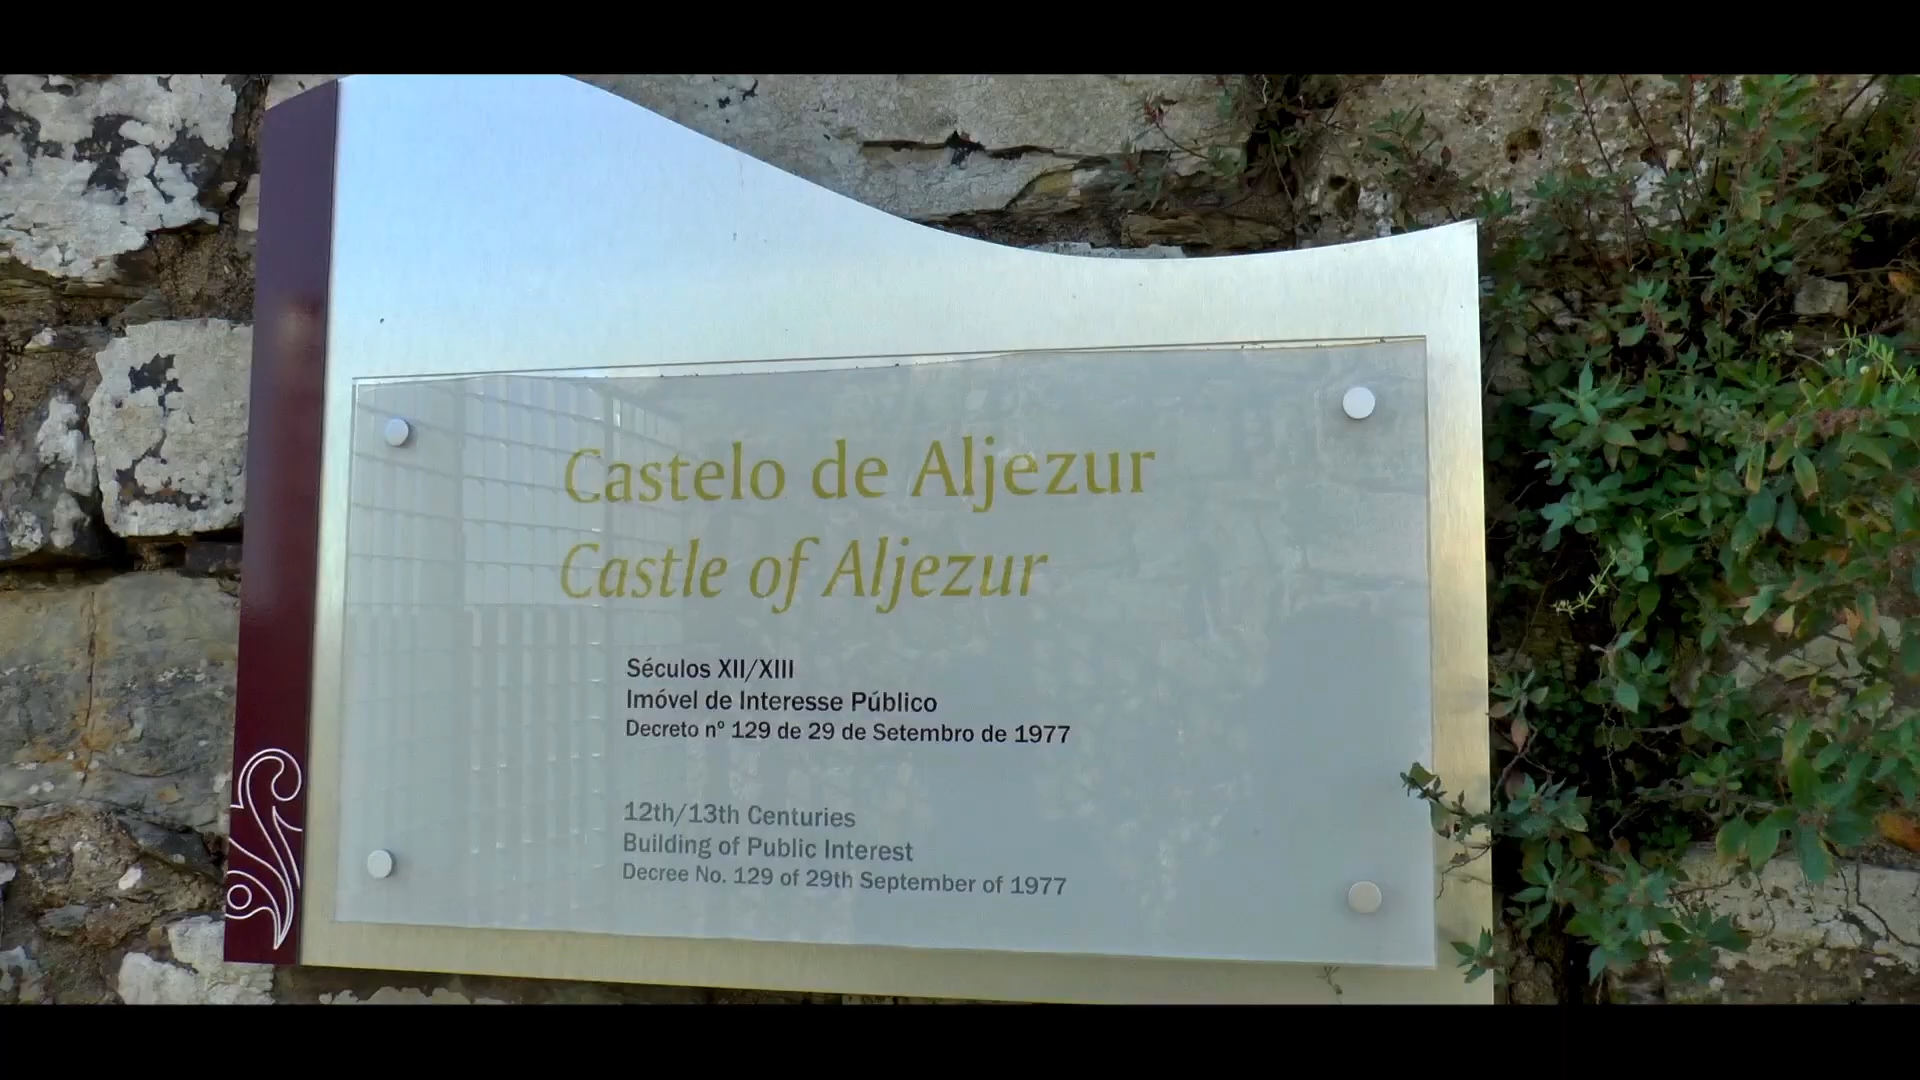 Castelo de Aljezur
Castle of Aljezur
Séculos XII/XIII
Imóvel de Interesse Público
Decreto nº 129 de 29 de Setembro de 1977
12th/13th Centuries
Building of Public Interest
Decree No. 129 of 29th September of 1977